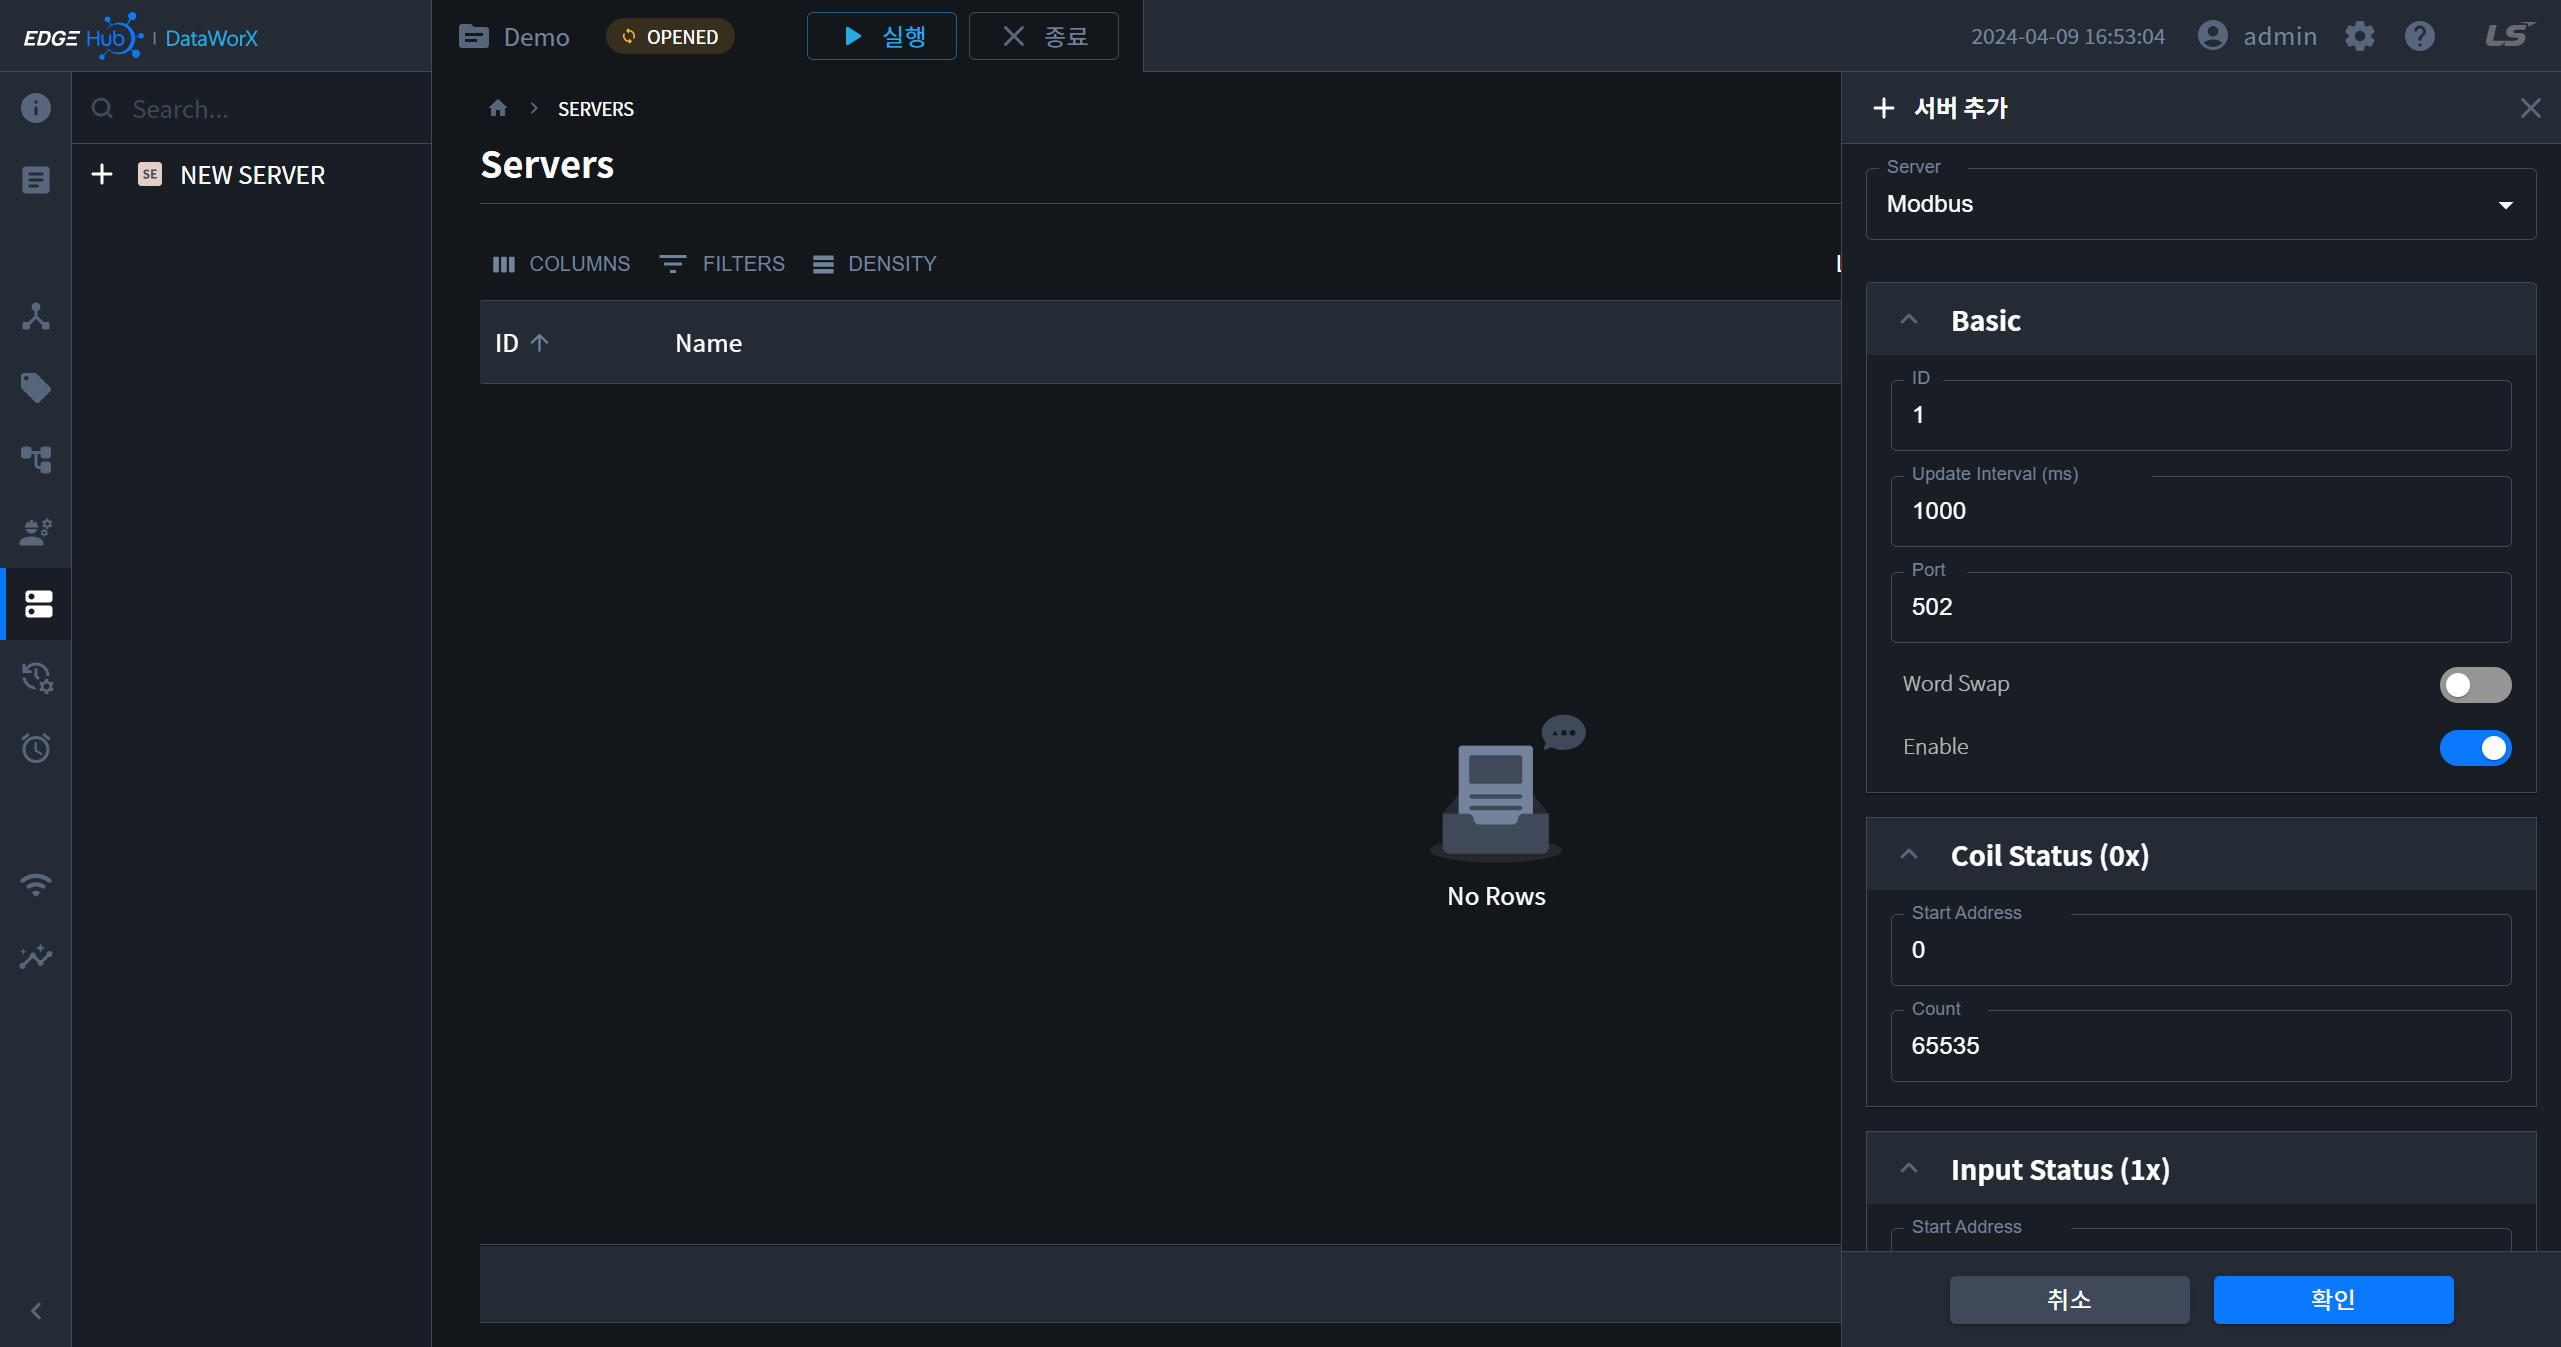 EDGE Hub | DataWorX
Demo
OPENED
실행
종료
2024-04-09 16:53:04
admin
LS
Search...
SE NEW SERVER
SERVERS
Servers
COLUMNS
FILTERS
DENSITY
ID
Name
No Rows
서버 추가
Server
Modbus
Basic
ID
1
Update Interval (ms)
1000
Port
502
Word Swap
Enable
Coil Status (0x)
Start Address
0
Count
65535
Input Status (1x)
Start Address
취소
확인